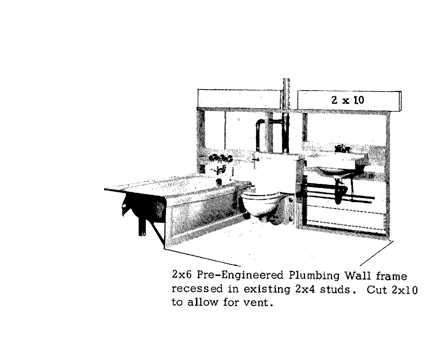 2 x 10
2x6 Pre-Engineered Plumbing Wall frame
recessed in existing 2x4 studs. Cut 2x10
to allow for vent.